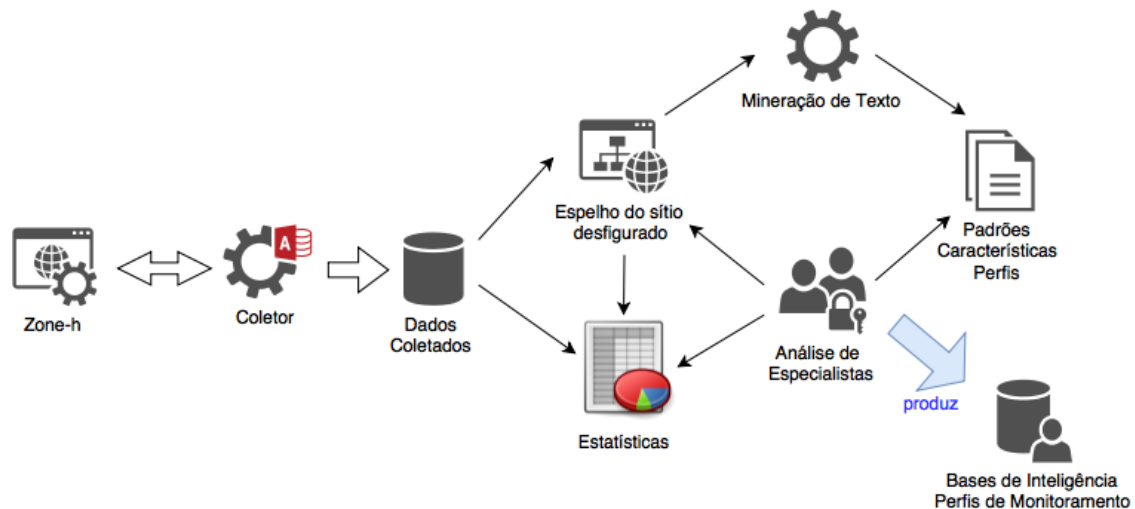 Mineração de Texto
Espelho do sítio
desfigurado
Padrões
Características
Perfis
Zone-h
A
Coletor
Dados
Coletados
Análise de
Especialistas
produz
Estatísticas
Bases de Inteligência
Perfis de Monitoramento